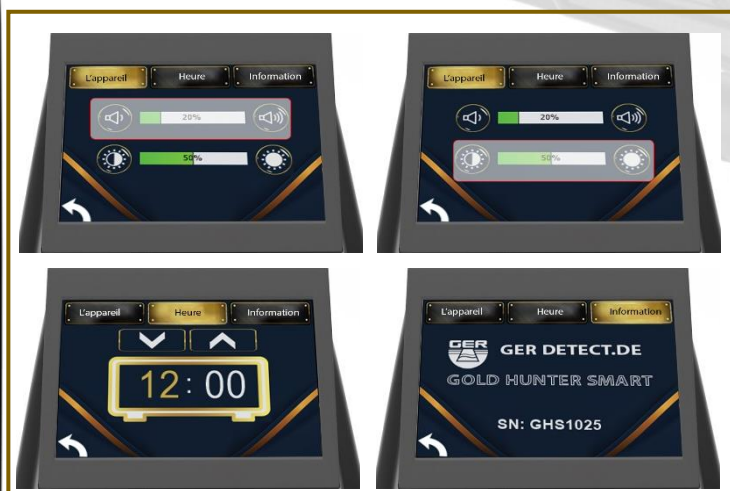 L'appareil Heure Information
20%
50%
L'appareil Heure Information
20%
50%
L'appareil Heure Information
12:00
L'appareil Heure Information
GER GER DETECT.DE
GOLD HUNTER SMART
SN: GHS1025